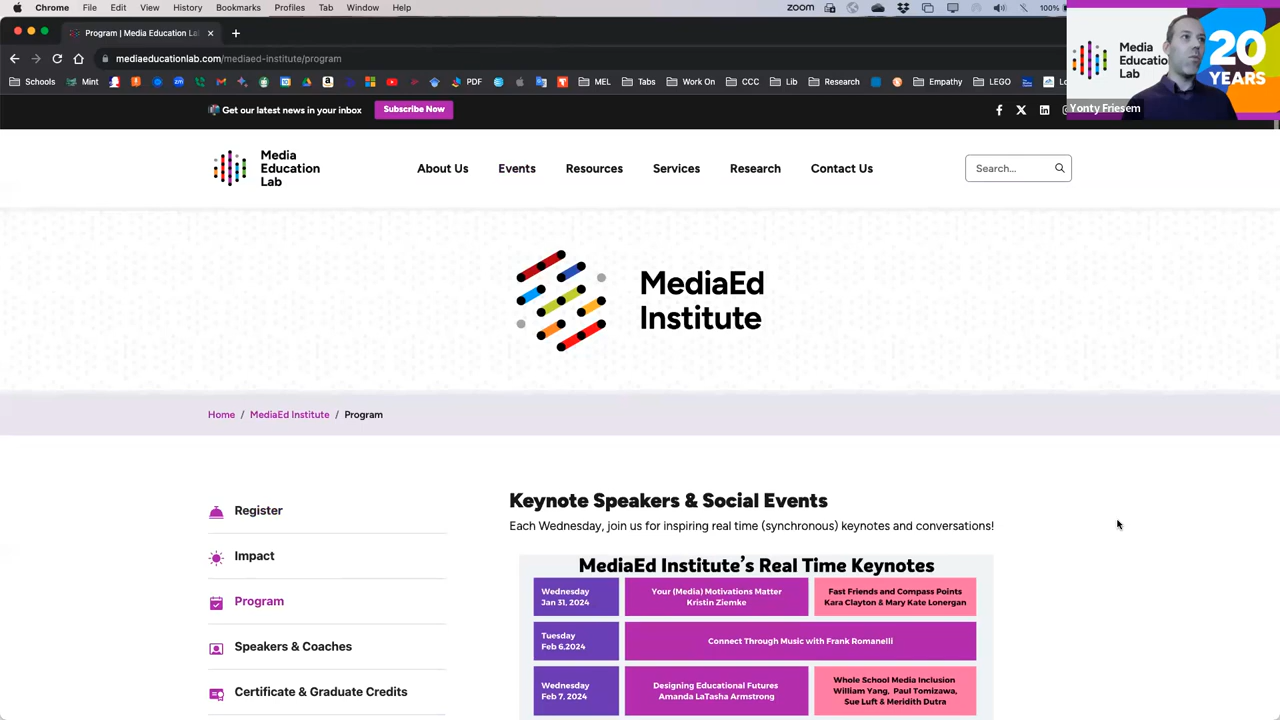 Chrome File Edit View History Bookmarks Profiles Tab Window Help
zoom
100%
Program | Media Education Lab
mediaeducationlab.com/mediaed-institute/program
Schools Mint PDF MEL Tabs Work On CCC Lib Research Empathy LEGO
Get our latest news in your inbox Subscribe Now
Media
Educatio
Lab
20
YEARS
Yonty Friesem
Media
Education
Lab
About Us Events Resources Services Research Contact Us
Search...
MediaEd
Institute
Home / MediaEd Institute / Program
Register
Impact
Program
Speakers & Coaches
Certificate & Graduate Credits
Keynote Speakers & Social Events
Each Wednesday, join us for inspiring real time (synchronous) keynotes and conversations!
MediaEd Institute's Real Time Keynotes
Wednesday
Jan 31, 2024
Your (Media) Motivations Matter
Kristin Ziemke
Fast Friends and Compass Points
Kara Clayton & Mary Kate Lonergan
Tuesday
Feb 6.2024
Connect Through Music with Frank Romanelli
Wednesday
Feb 7, 2024
Designing Educational Futures
Amanda LaTasha Armstrong
Whole School Media Inclusion
William Yang, Paul Tomizawa,
Sue Luft & Meridith Dutra